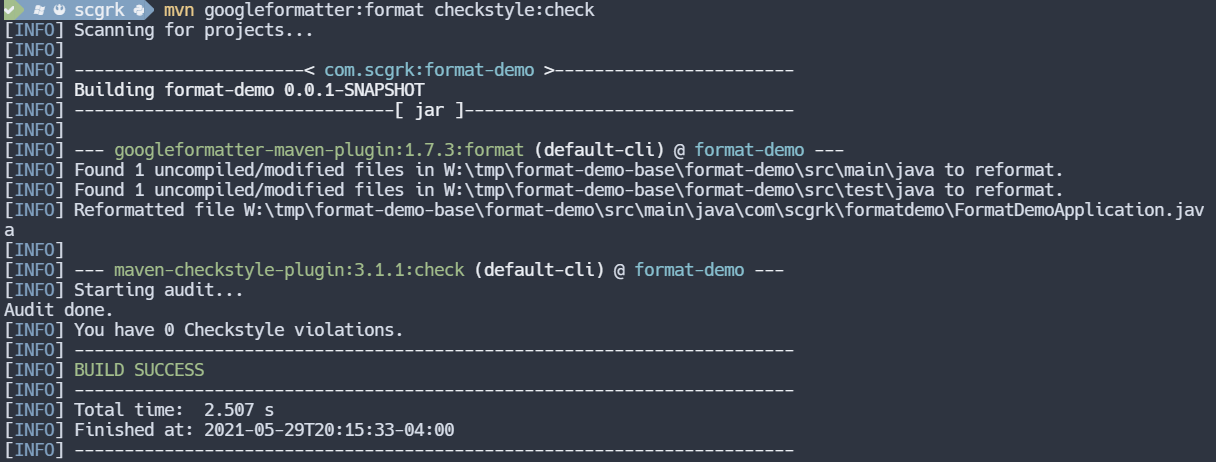 scgrk mvn googleformatter:format checkstyle:check
[INFO] Scanning for projects...
[INFO]
[INFO] -----------------------< com.scgrk:format-demo >------------------------
[INFO] Building format-demo 0.0.1-SNAPSHOT
[INFO] --------------------------------[ jar ]---------------------------------
[INFO]
[INFO] --- googleformatter-maven-plugin:1.7.3:format (default-cli) @ format-demo ---
[INFO] Found 1 uncompiled/modified files in W:\tmp\format-demo-base\format-demo\src\main\java to reformat.
[INFO] Found 1 uncompiled/modified files in W:\tmp\format-demo-base\format-demo\src\test\java to reformat.
[INFO] Reformatted file W:\tmp\format-demo-base\format-demo\src\main\java\com\scgrk\formatdemo\FormatDemoApplication.jav
a
[INFO]
[INFO] --- maven-checkstyle-plugin:3.1.1:check (default-cli) @ format-demo ---
[INFO] Starting audit...
Audit done.
[INFO] You have 0 Checkstyle violations.
[INFO] ------------------------------------------------------------------------
[INFO] BUILD SUCCESS
[INFO] ------------------------------------------------------------------------
[INFO] Total time:  2.507 s
[INFO] Finished at: 2021-05-29T20:15:33-04:00
[INFO] ------------------------------------------------------------------------